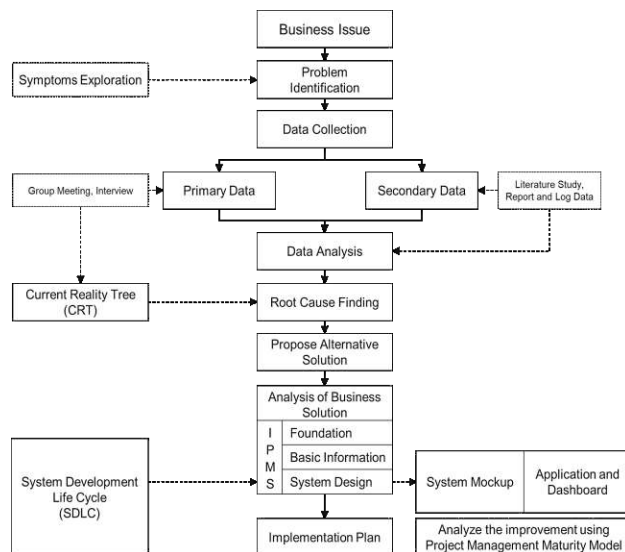 Business Issue
Symptoms Exploration
Problem
Identification
Data Collection
Group Meeting, Interview
Primary Data
Secondary Data
Literature Study,
Report and Log Data
Data Analysis
Current Reality Tree
(CRT)
Root Cause Finding
Propose Alternative
Solution
Analysis of Business
Solution
I
P
M
S
Foundation
Basic Information
System Design
System Development
Life Cycle
(SDLC)
System Mockup
Application and
Dashboard
Implementation Plan
Analyze the improvement using
Project Management Maturity Model